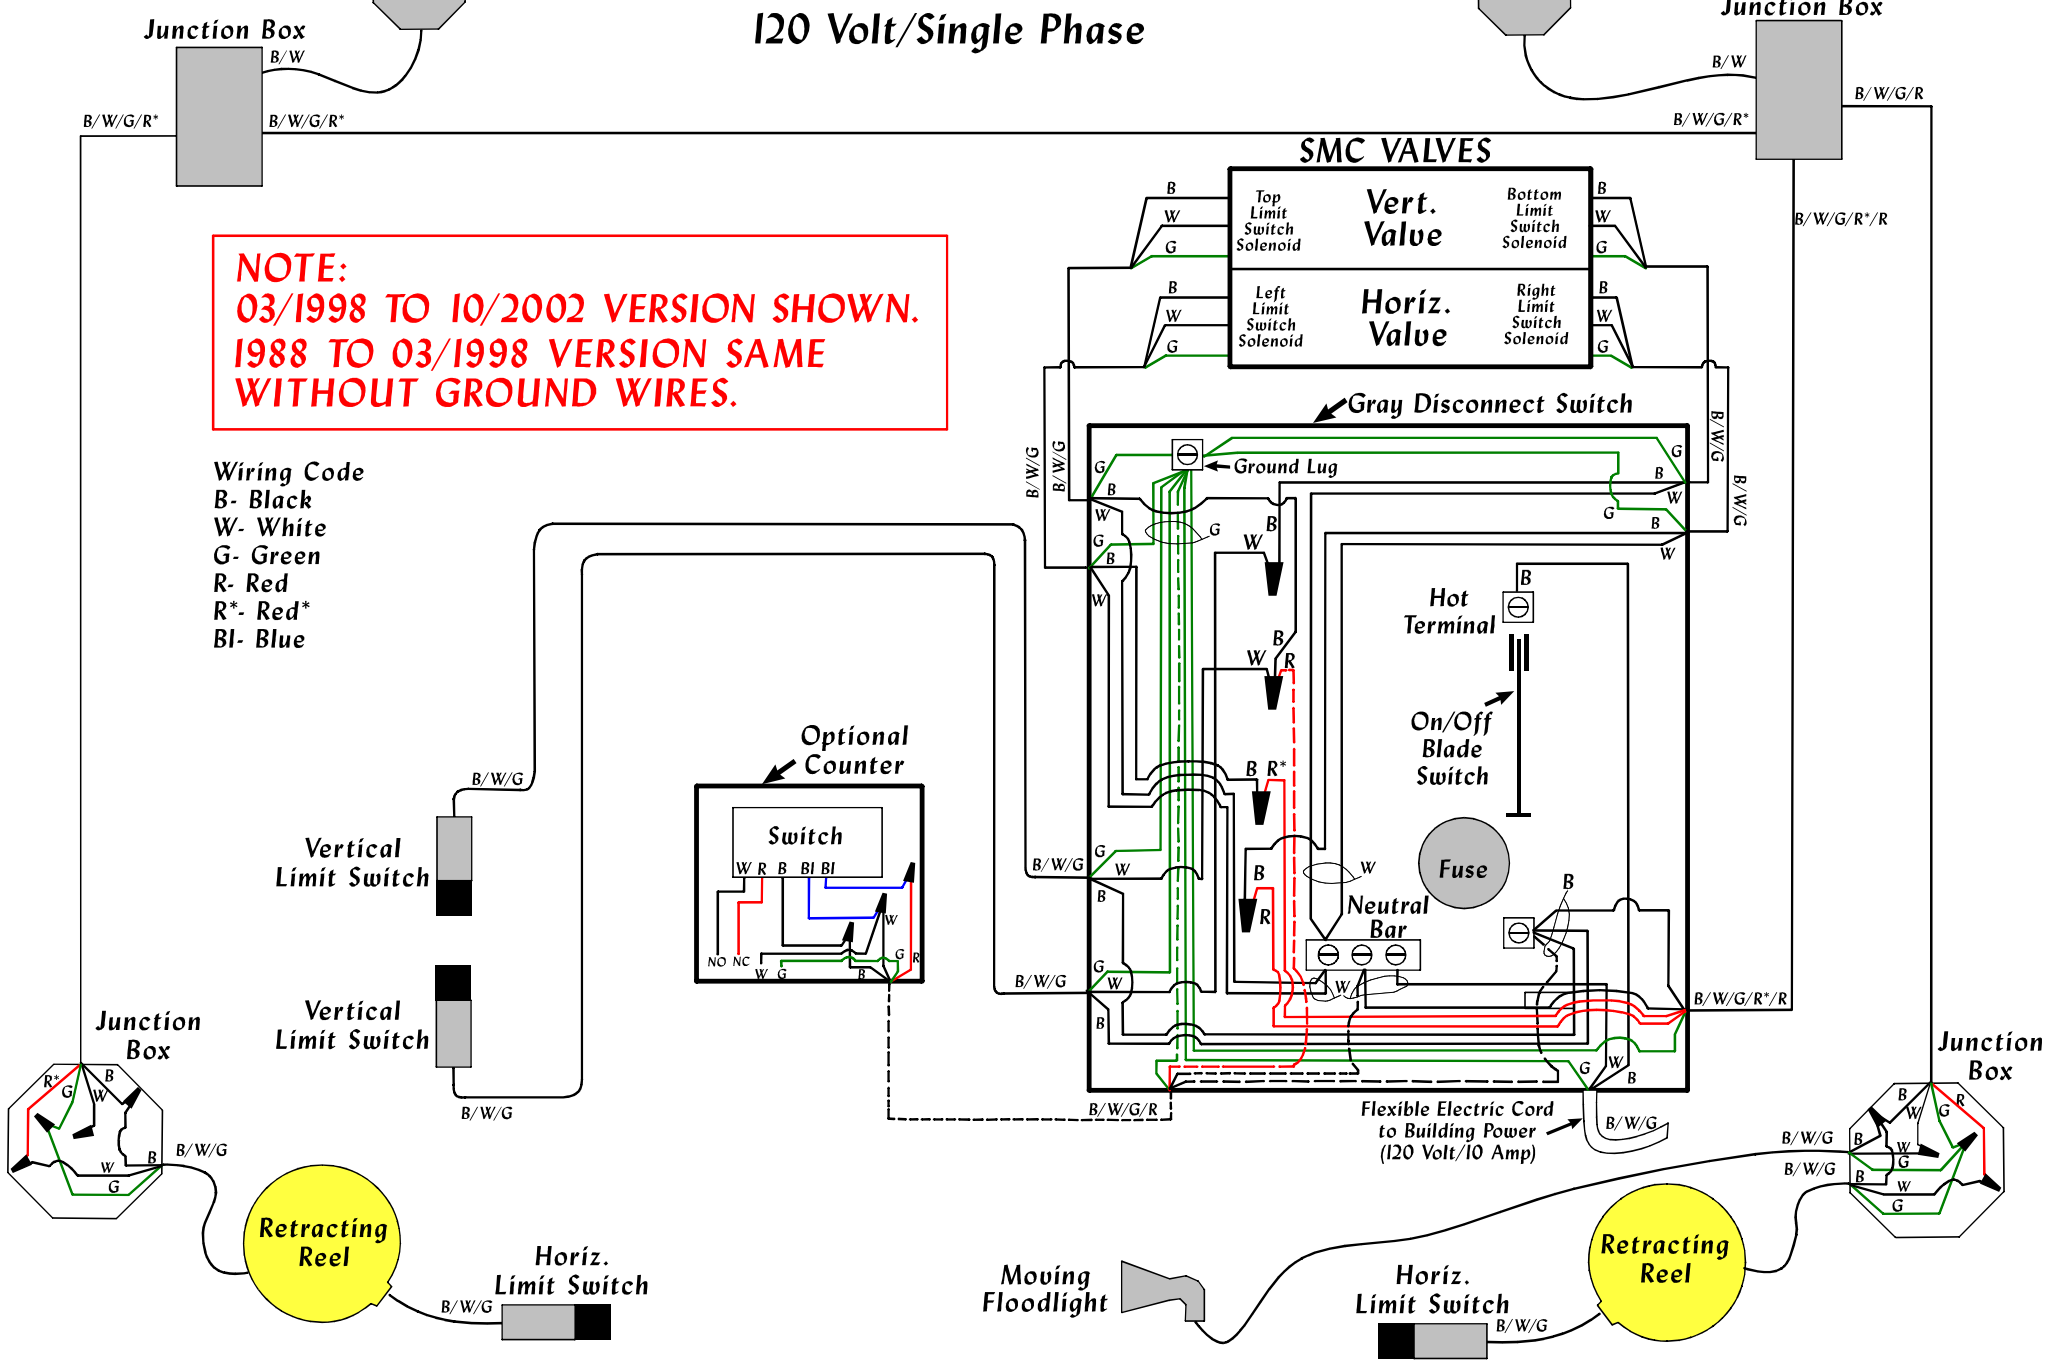 120 Volt/Single Phase
Junction Box
Junction Box
B/W
B/W
B/W/G/R*
B/W/G/R*
B/W/G/R*
B/W/G/R
B/W/G/R*/R
SMC VALVES
B
W
G
Top
Limit
Switch
Solenoid
Vert.
Valve
Bottom
Limit
Switch
Solenoid
B
W
G
B
W
G
Left
Limit
Switch
Solenoid
Horiz.
Valve
Right
Limit
Switch
Solenoid
B
W
G
NOTE:
03/1998 TO 10/2002 VERSION SHOWN.
1988 TO 03/1998 VERSION SAME
WITHOUT GROUND WIRES.
Wiring Code
B- Black
W- White
G- Green
R- Red
R*- Red*
Bl- Blue
Gray Disconnect Switch
B/W/G
B/W/G
B/W/G
B/W/G
Ground Lug
G
B
W
G
B
W
G
G
B
W
G
B
W
W
B
W
B
R
B
R*
B
R
Hot
Terminal
B
On/Off
Blade
Switch
Fuse
W
Neutral
Bar
B
W
B/W/G
G
W
B
B/W/G
G
W
B
B/W/G/R*/R
G
W
B
B/W/G/R
Flexible Electric Cord
to Building Power
(120 Volt/10 Amp)
B/W/G
Optional
Counter
Switch
W
R
B
Bl
Bl
NO
NC
W
G
B
W
G
R
B/W/G
Vertical
Limit Switch
Vertical
Limit Switch
B/W/G
Junction
Box
R*
G
W
B
W
G
B
B/W/G
Retracting
Reel
B/W/G
Horiz.
Limit Switch
Moving
Floodlight
Horiz.
Limit Switch
B/W/G
Retracting
Reel
B/W/G
B/W/G
Junction
Box
B
W
G
R
B
W
G
B
W
G